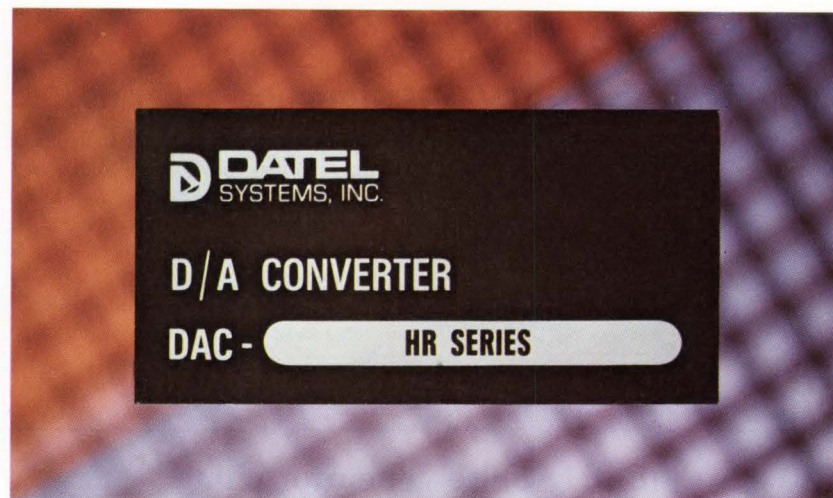 DATEL
SYSTEMS, INC.
D/A CONVERTER
DAC - HR SERIES